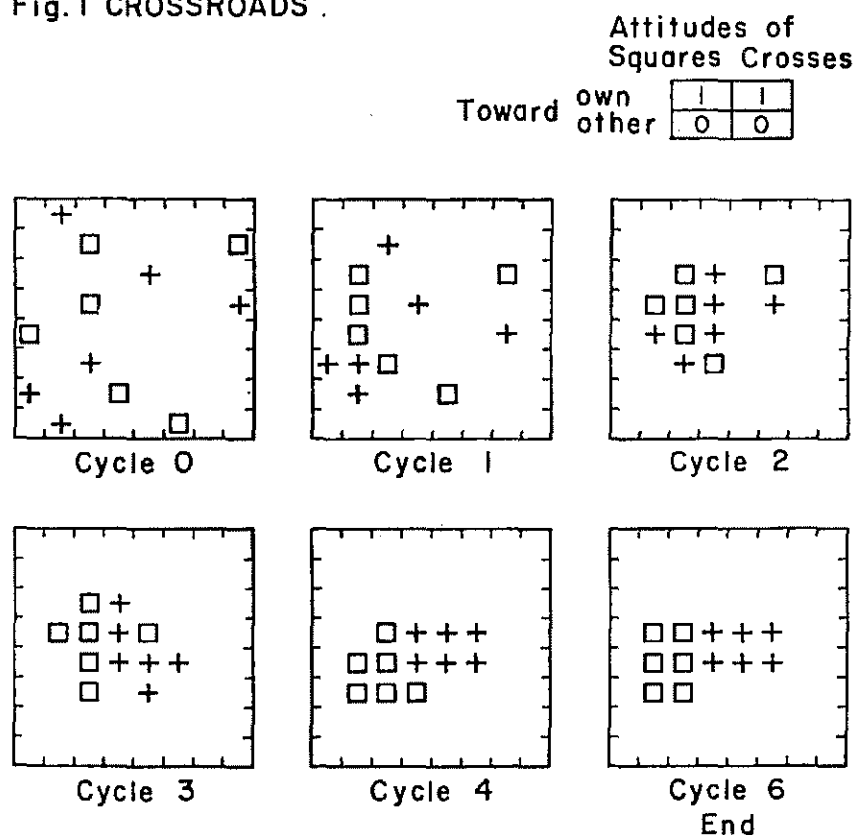 Fig. 1 CROSSROADS .
Attitudes of
Squares Crosses
Toward own 1 1
other 0 0
Cycle 0
Cycle 1
Cycle 2
Cycle 3
Cycle 4
Cycle 6
End